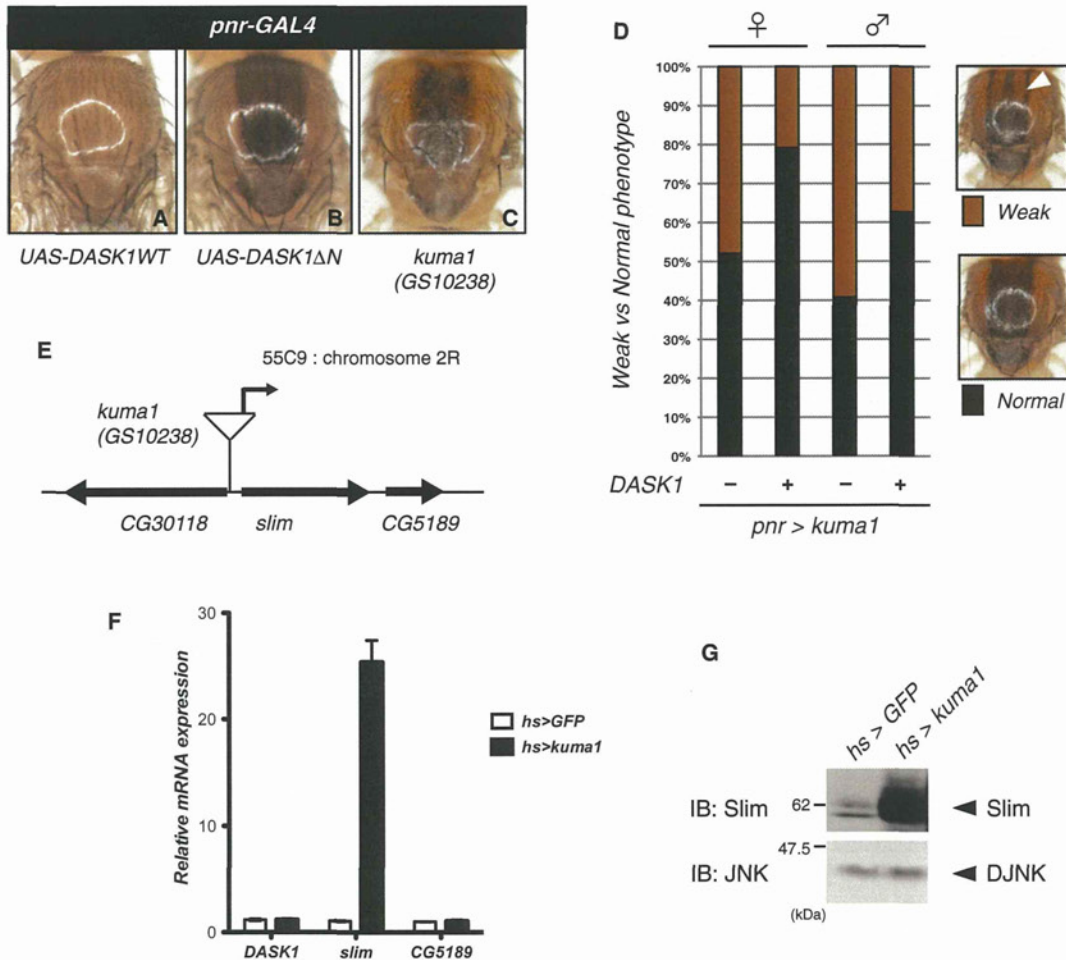 pnr-GAL4
A
B
C
UAS-DASK1WT
UAS-DASK1ΔN
kuma1
(GS10238)
D
♀
♂
Weak vs Normal phenotype
100%
90%
80%
70%
60%
50%
40%
30%
20%
10%
0%
DASK1
− + − +
pnr > kuma1
Weak
Normal
E
55C9 : chromosome 2R
kuma1
(GS10238)
CG30118
slim
CG5189
F
Relative mRNA expression
30
20
10
0
DASK1
slim
CG5189
hs>GFP
hs>kuma1
G
hs > GFP
hs > kuma1
IB: Slim
62
Slim
47.5
IB: JNK
DJNK
(kDa)